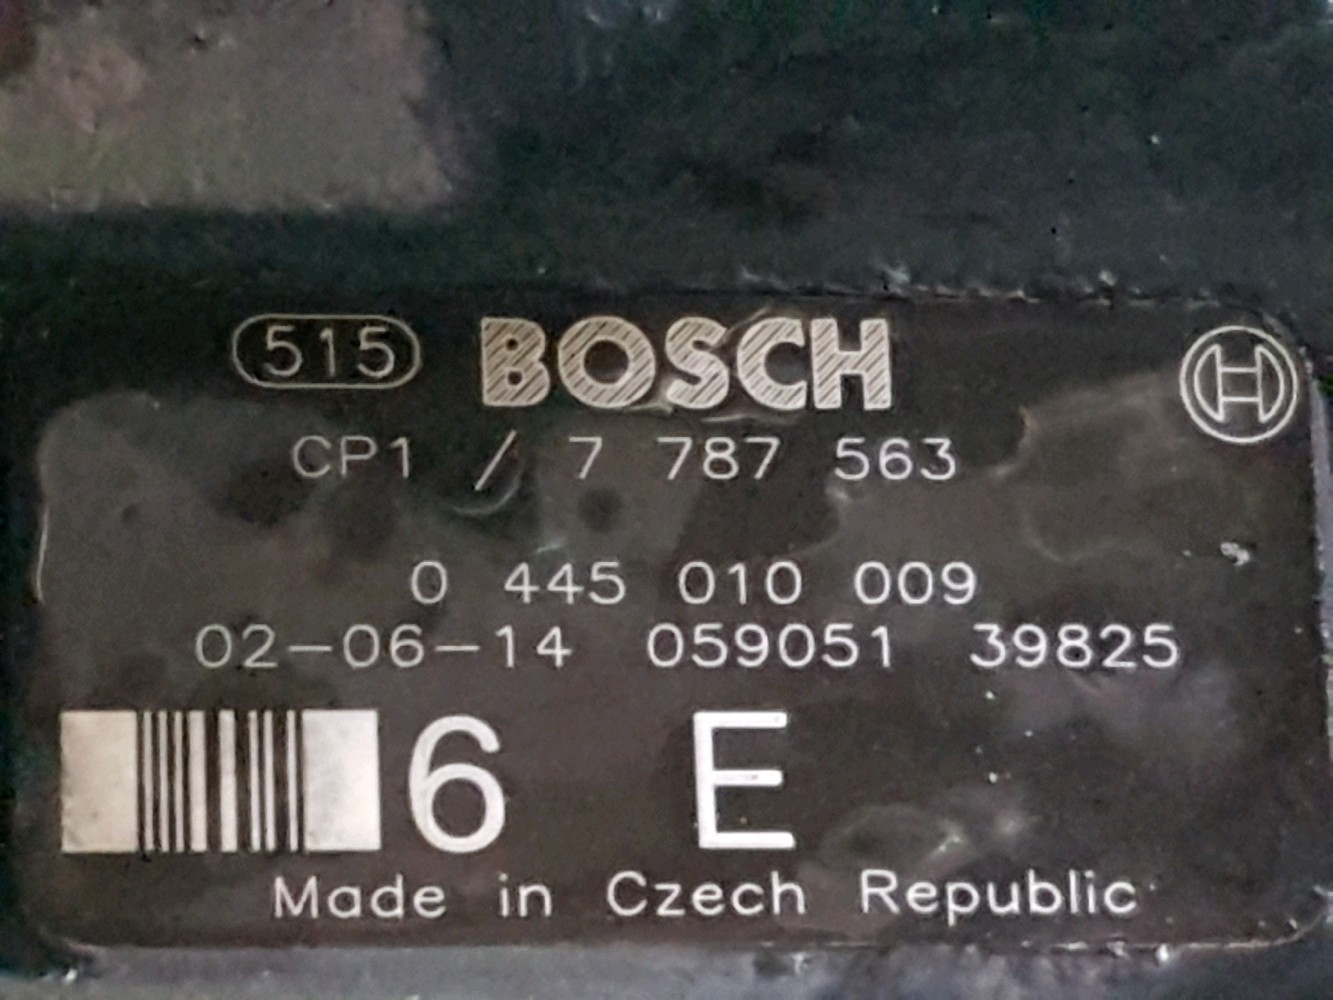 515 BOSCH
CP1 / 7 787 563
0 445 010 009
02-06-14 059051 39825
6 E
Made in Czech Republic